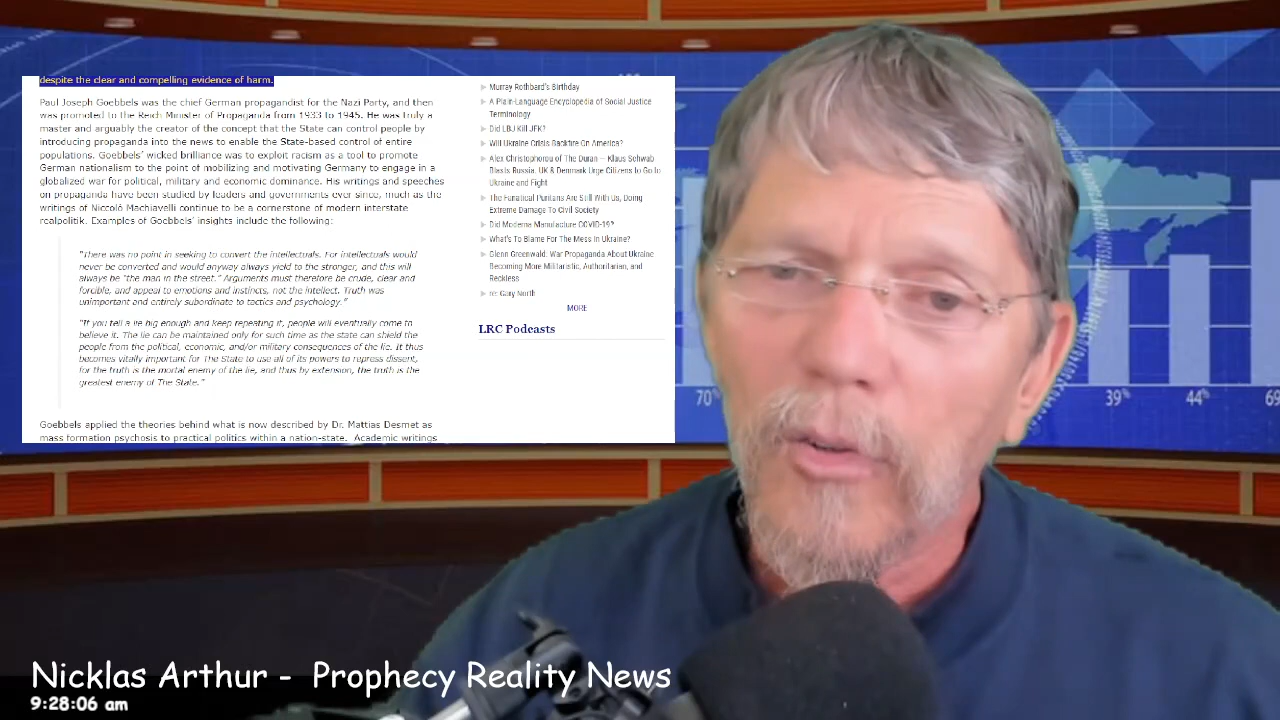 despite the clear and compelling evidence of harm.
Paul Joseph Goebbels was the chief German propagandist for the Nazi Party, and then
was promoted to the Reich Minister of Propaganda from 1933 to 1945. He was truly a
master and arguably the creator of the concept that the State can control people by
introducing propaganda into the news to enable the State-based control of entire
populations. Goebbels' wicked brilliance was to exploit racism as a tool to promote
German nationalism to the point of mobilizing and motivating Germany to engage in a
globalized war for political, military and economic dominance. His writings and speeches
on propaganda have been studied by leaders and governments ever since, much as the
writings of Niccolò Machiavelli continue to be a cornerstone of modern interstate
realpolitik. Examples of Goebbels' insights include the following:
"There was no point in seeking to convert the intellectuals. For intellectuals would
never be converted and would anyway always yield to the stronger, and this will
always be "the man in the street." Arguments must therefore be crude, clear and
forcible, and appeal to emotions and instincts, not the intellect. Truth was
unimportant and entirely subordinate to tactics and psychology."
"If you tell a lie big enough and keep repeating it, people will eventually come to
believe it. The lie can be maintained only for such time as the state can shield the
people from the political, economic, and/or military consequences of the lie. It thus
becomes vitally important for The State to use all of its powers to repress dissent,
for the truth is the mortal enemy of the lie, and thus by extension, the truth is the
greatest enemy of The State."
Goebbels applied the theories behind what is now described by Dr. Mattias Desmet as
mass formation psychosis to practical politics within a nation-state. Academic writings
Murray Rothbard's Birthday
A Plain-Language Encyclopedia of Social Justice
Terminology
Did LBJ Kill JFK?
Will Ukraine Crisis Backfire On America?
Alex Christophorou of The Duran — Klaus Schwab
Blasts Russia. UK & Denmark Urge Citizens to Go to
Ukraine and Fight
The Fanatical Puritans Are Still With Us, Doing
Extreme Damage To Civil Society
Did Moderna Manufacture COVID-19?
What's To Blame For The Mess In Ukraine?
Glenn Greenwald: War Propaganda About Ukraine
Becoming More Militaristic, Authoritarian, and
Reckless
re: Gary North
MORE
LRC Podcasts
70%
39%
44%
69
Nicklas Arthur - Prophecy Reality News
9:28:06 am